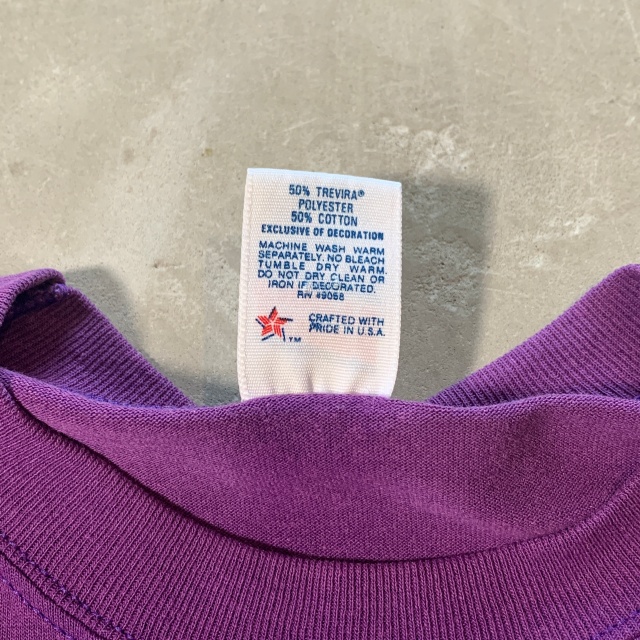 50% TREVIRA®
POLYESTER
50% COTTON
EXCLUSIVE OF DECORATION
MACHINE WASH WARM
SEPARATELY. NO BLEACH
TUMBLE DRY WARM.
DO NOT DRY CLEAN OR
IRON IF DECORATED.
RN #9058
CRAFTED WITH
PRIDE IN U.S.A.
TM